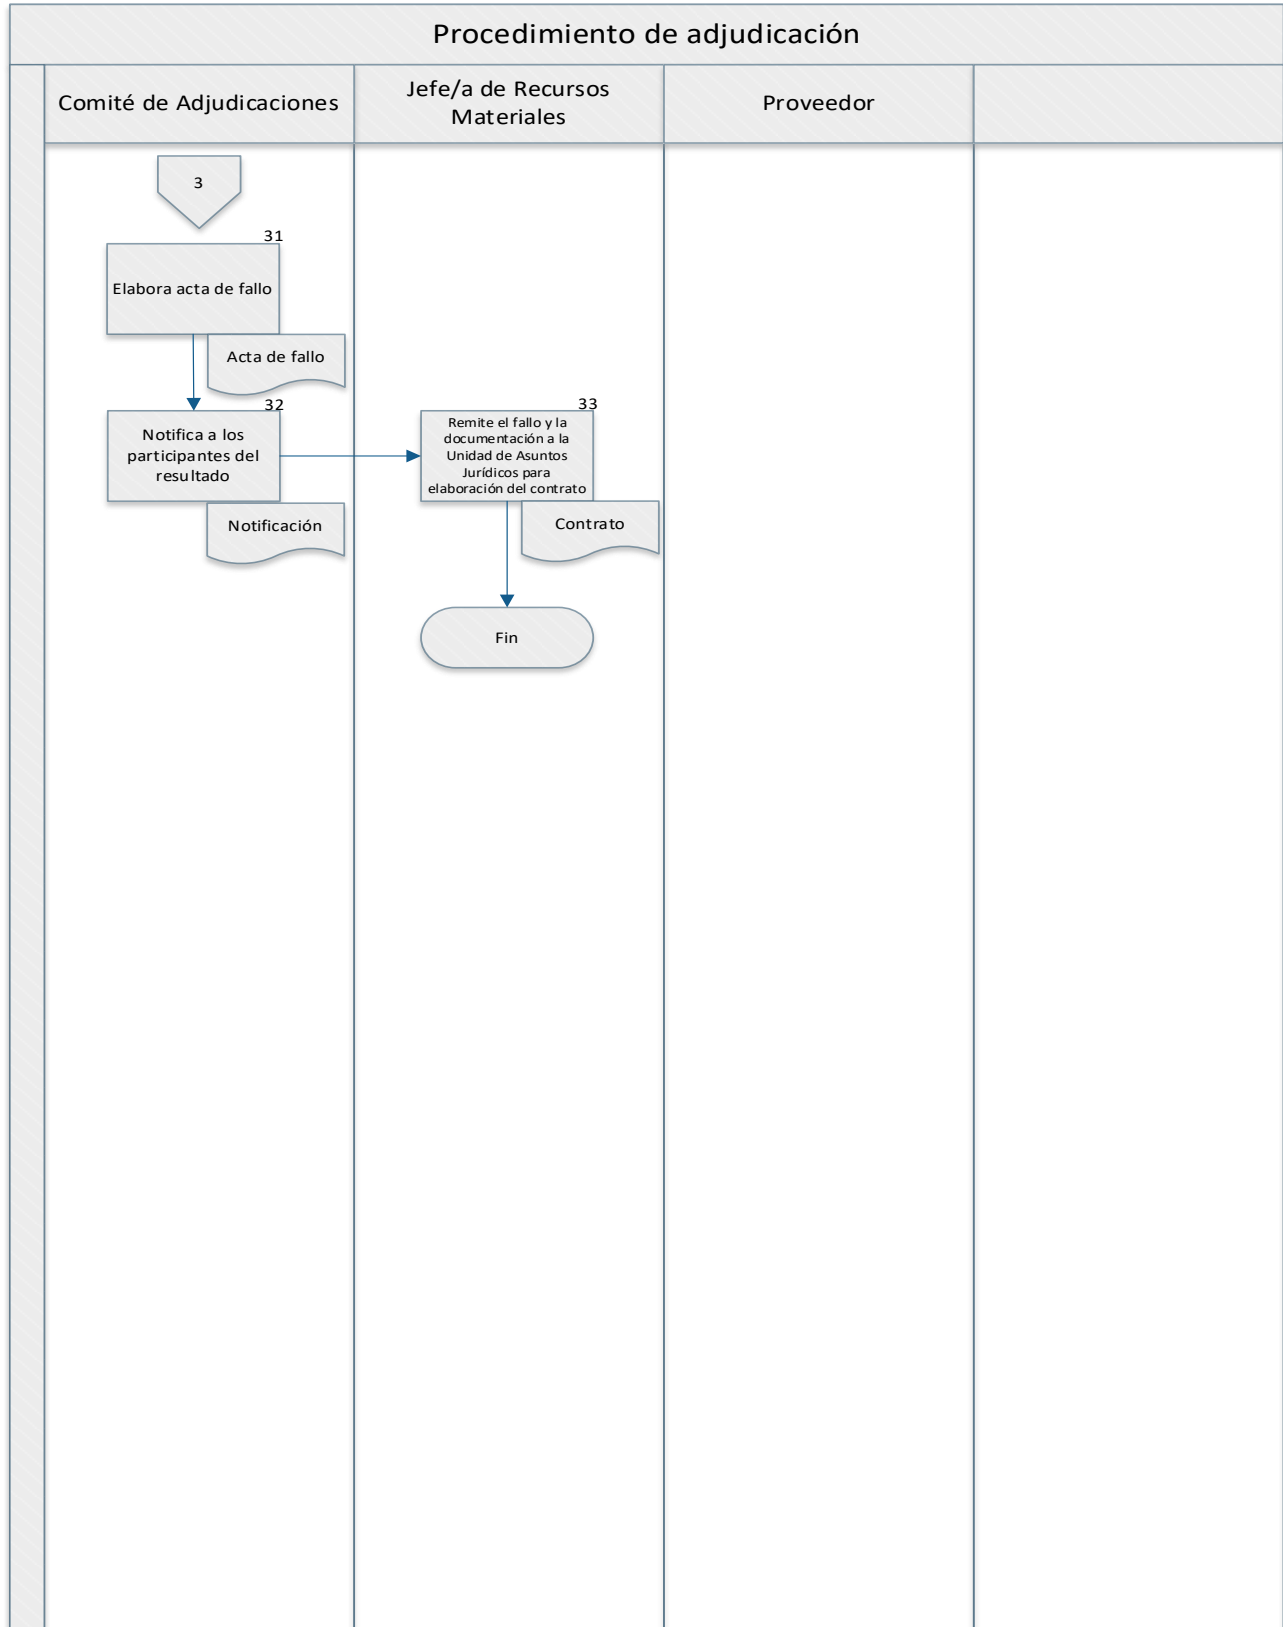 Procedimiento de adjudicación
Comité de Adjudicaciones
Jefe/a de Recursos
Materiales
Proveedor
3
31
Elabora acta de fallo
Acta de fallo
32
Notifica a los
participantes del
resultado
Notificación
33
Remite el fallo y la
documentación a la
Unidad de Asuntos
Jurídicos para
elaboración del contrato
Contrato
Fin